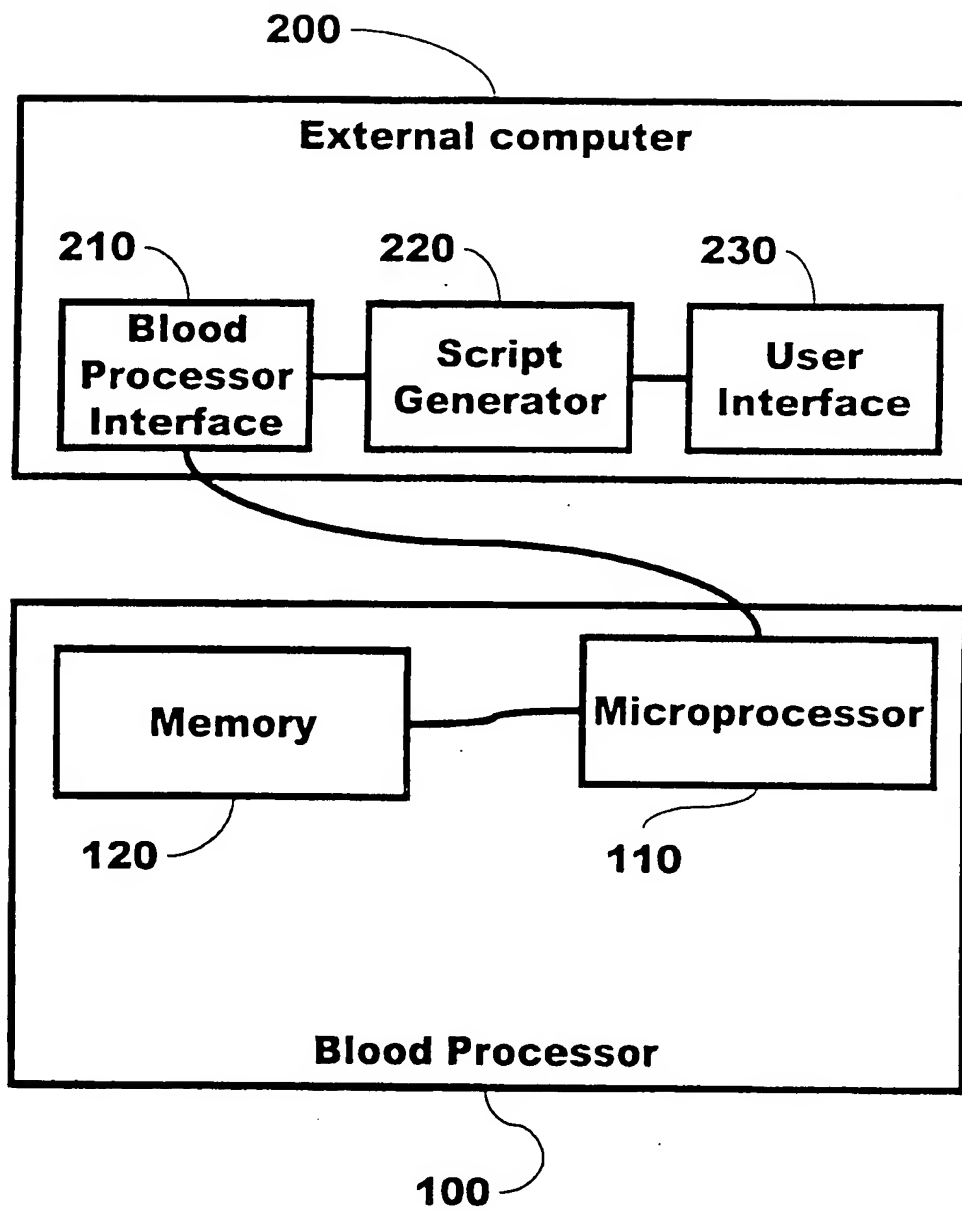 200
External computer
210
220
230
Blood
Processor
Interface
Script
Generator
User
Interface
Memory
Microprocessor
120
110
Blood Processor
100